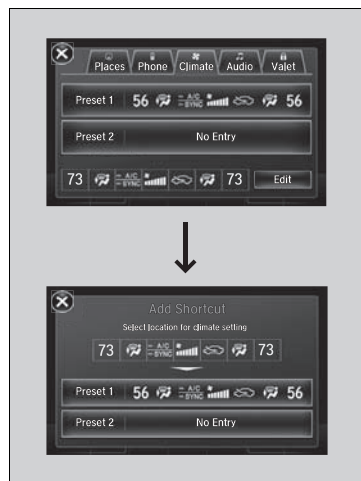 Places Phone Climate Audio Valet
Preset 1 56 A/C SYNC 56
Preset 2 No Entry
73 A/C SYNC 73 Edit
Add Shortcut
Select location for climate setting
73 A/C SYNC 73
Preset 1 56 A/C SYNC 56
Preset 2 No Entry